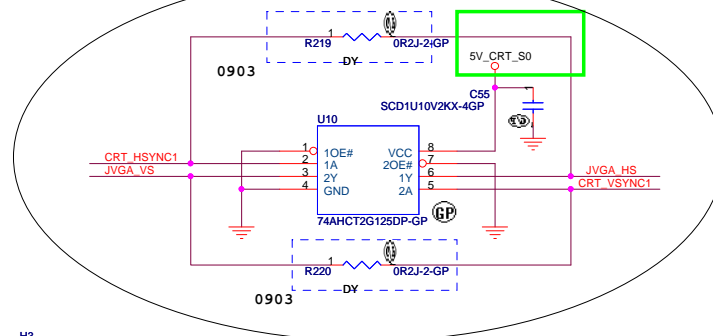 R219
1
0R2J-2-GP
DY
0903
5V_CRT_S0
C55
SCD1U10V2KX-4GP
U10
1 1OE# VCC 8
CRT_HSYNC1 2 1A 2OE# 7
JVGA_VS 3 2Y 1Y 6 JVGA_HS
4 GND 2A 5 CRT_VSYNC1
74AHCT2G125DP-GP GP
R220
1
0R2J-2-GP
DY
0903